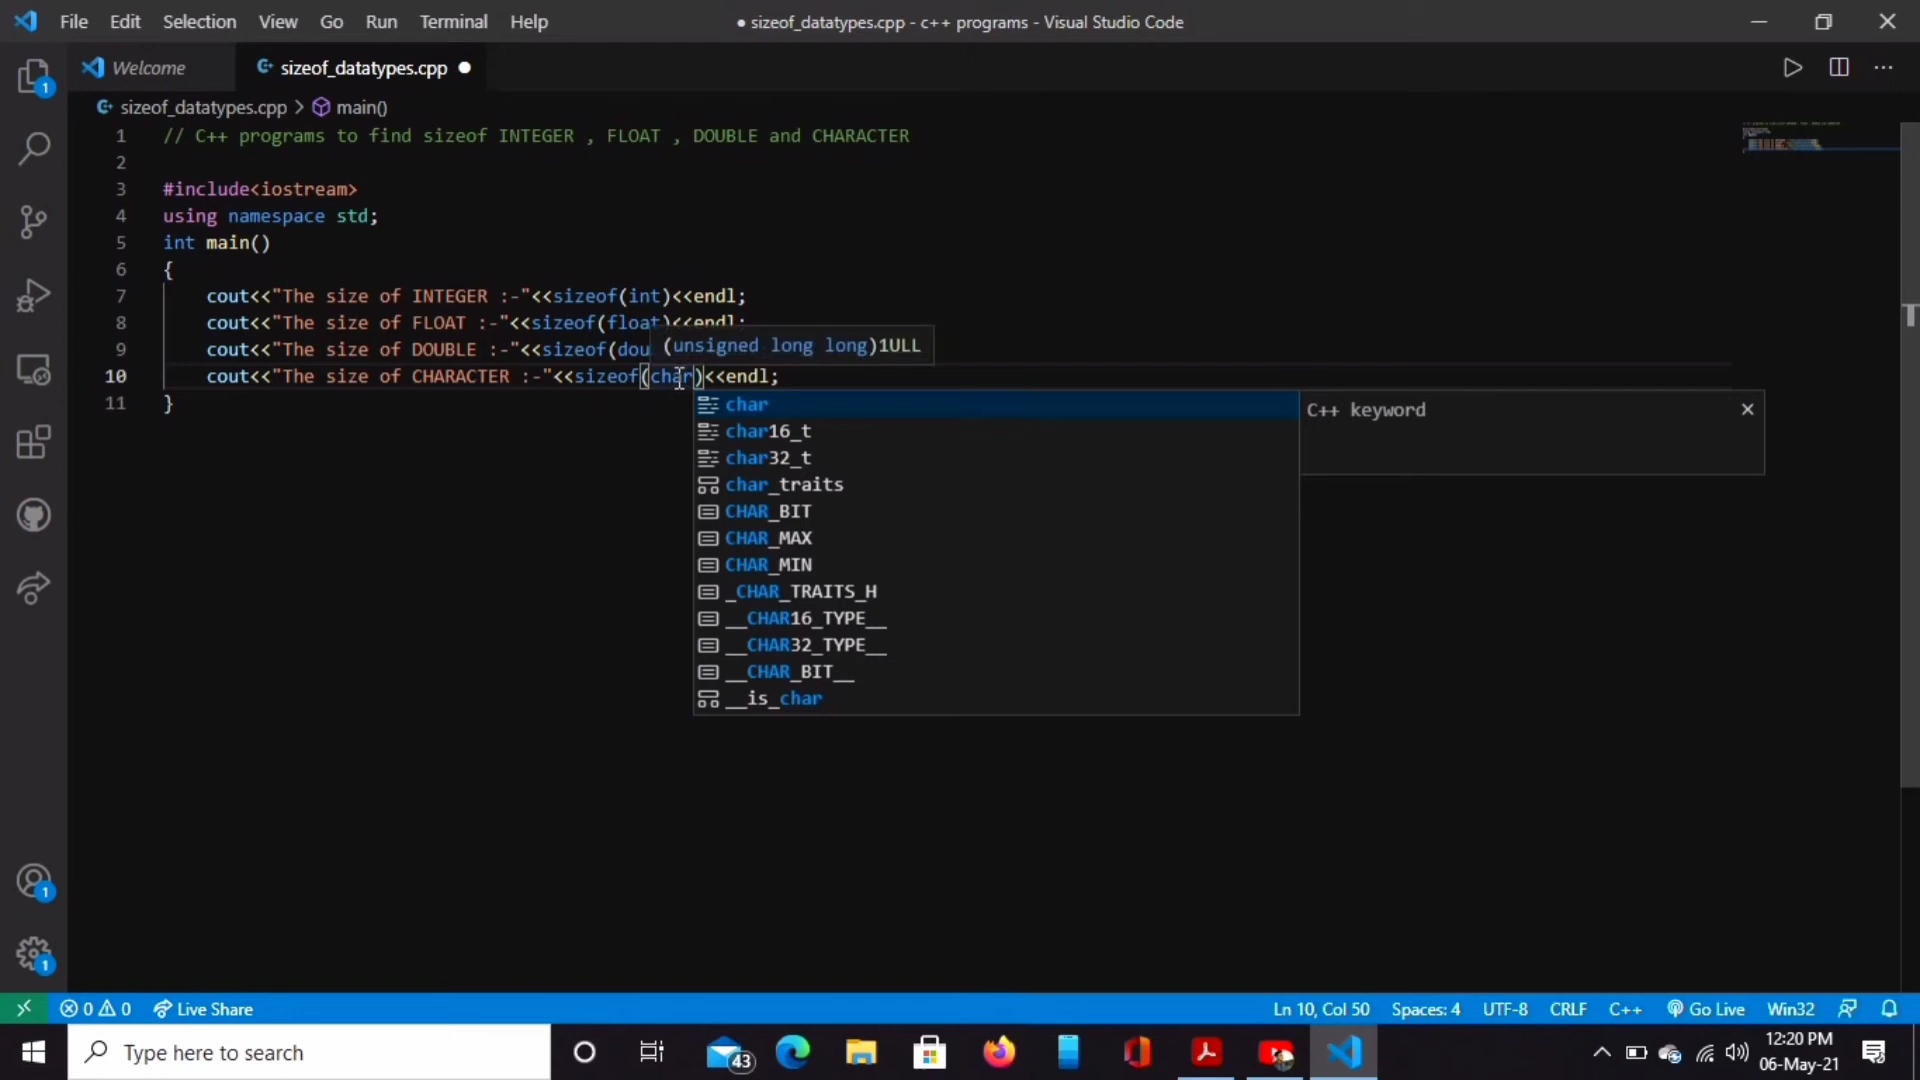 File Edit Selection View Go Run Terminal Help
● sizeof_datatypes.cpp - c++ programs - Visual Studio Code
Welcome
sizeof_datatypes.cpp ●
sizeof_datatypes.cpp > main()
1 // C++ programs to find sizeof INTEGER , FLOAT , DOUBLE and CHARACTER
2
3 #include<iostream>
4 using namespace std;
5 int main()
6 {
7 cout<<"The size of INTEGER :-"<<sizeof(int)<<endl;
8 cout<<"The size of FLOAT :-"<<sizeof(float)<<endl;
9 cout<<"The size of DOUBLE :-"<<sizeof(dou
(unsigned long long)1ULL
10 cout<<"The size of CHARACTER :-"<<sizeof(char)<<endl;
11 }
char
C++ keyword
char16_t
char32_t
char_traits
CHAR_BIT
CHAR_MAX
CHAR_MIN
_CHAR_TRAITS_H
__CHAR16_TYPE__
__CHAR32_TYPE__
__CHAR_BIT__
__is_char
1
1
1
0 0 Live Share
Ln 10, Col 50 Spaces: 4 UTF-8 CRLF C++ Go Live Win32
Type here to search
43
12:20 PM
06-May-21